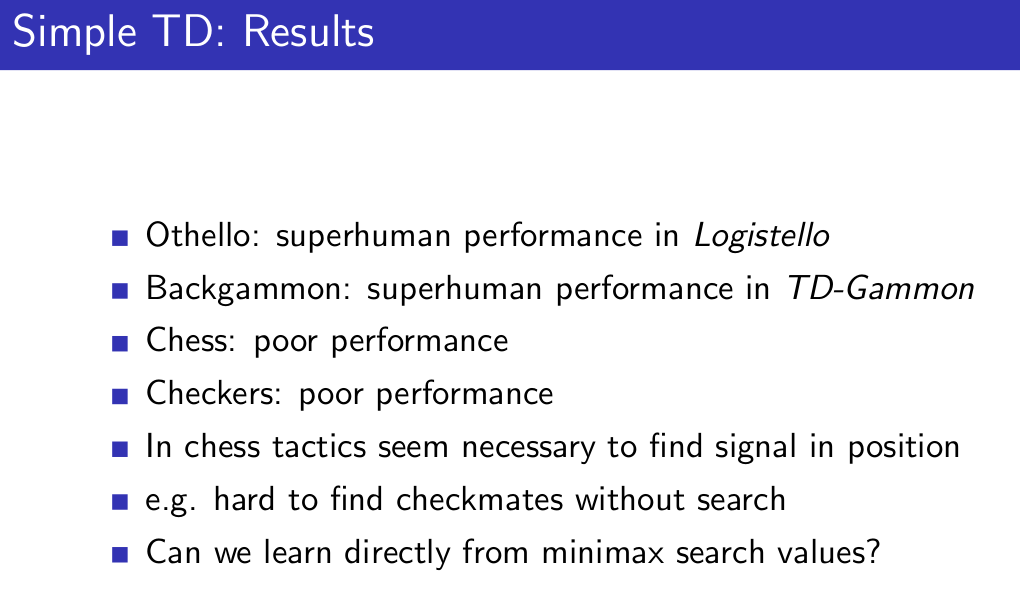 Simple TD: Results
Othello: superhuman performance in Logistello
Backgammon: superhuman performance in TD-Gammon
Chess: poor performance
Checkers: poor performance
In chess tactics seem necessary to find signal in position
e.g. hard to find checkmates without search
Can we learn directly from minimax search values?